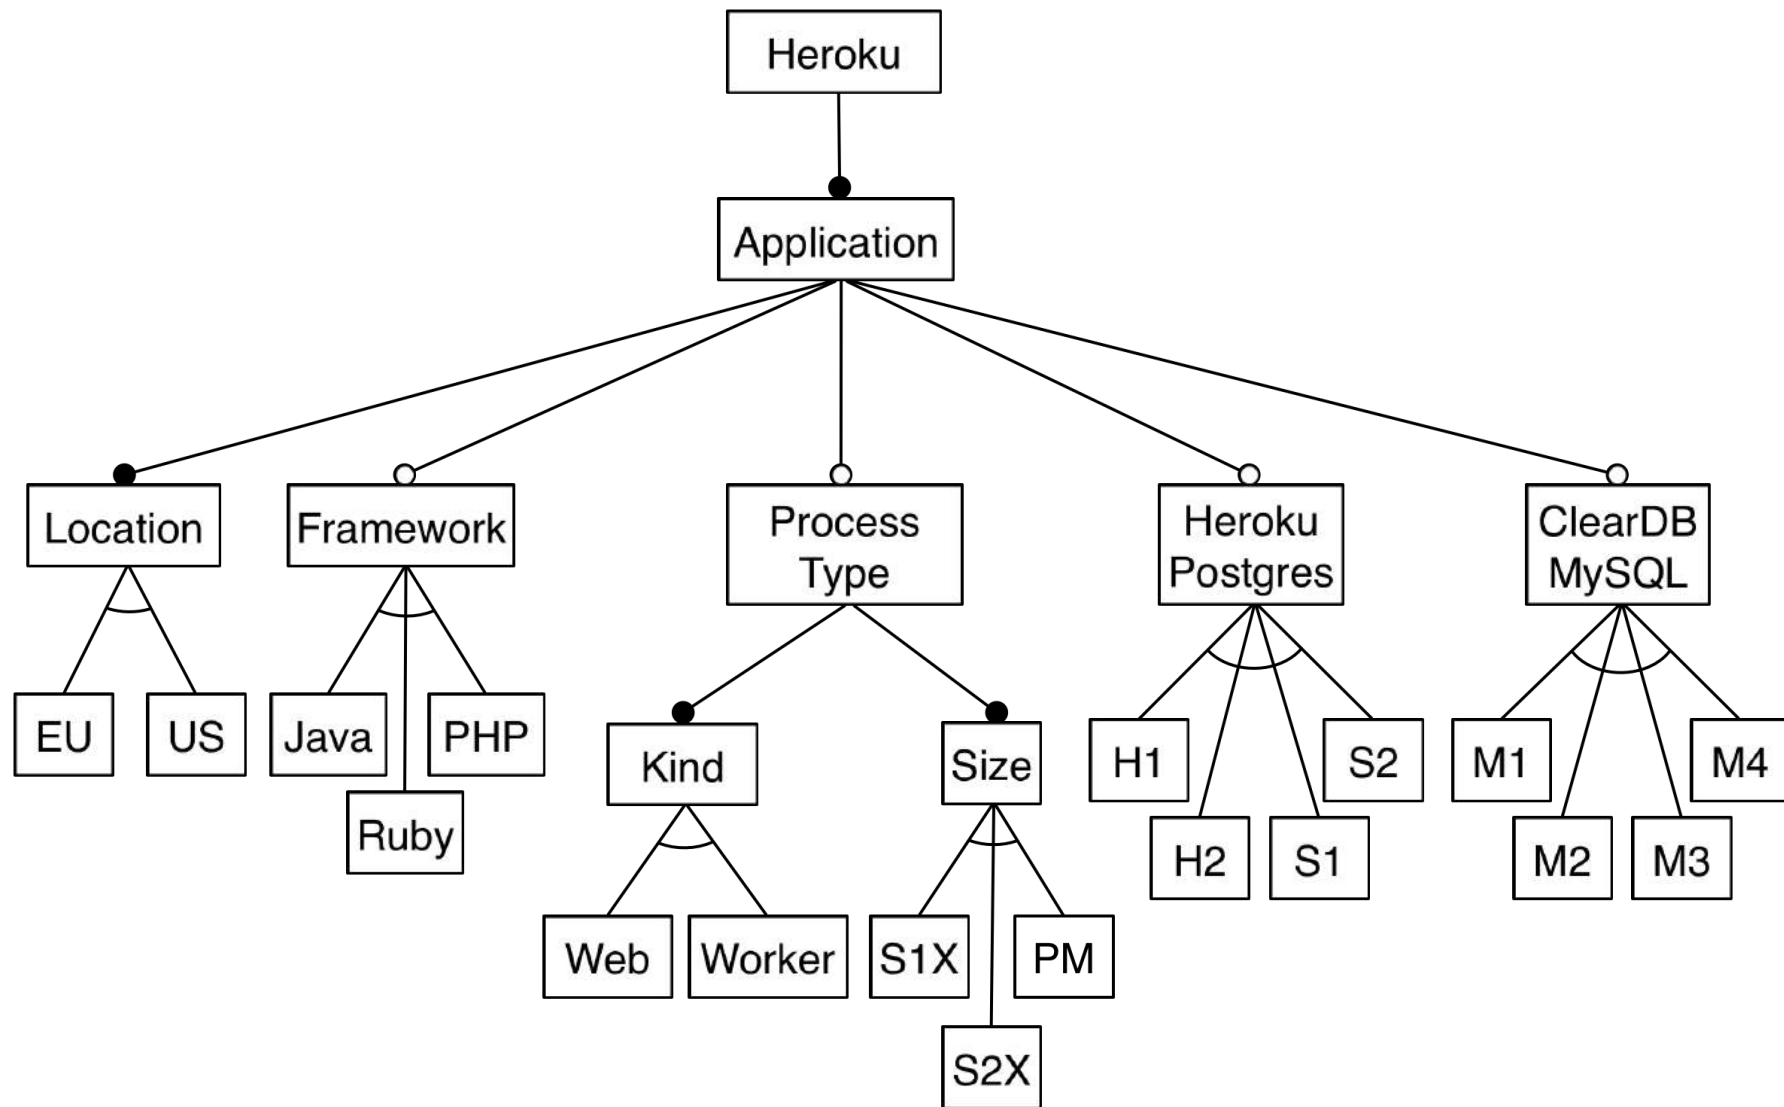 Heroku
Application
Location
Framework
Process
Type
Heroku
Postgres
ClearDB
MySQL
EU
US
Java
PHP
Ruby
Kind
Size
H1
S2
H2
S1
M1
M4
M2
M3
Web
Worker
S1X
PM
S2X